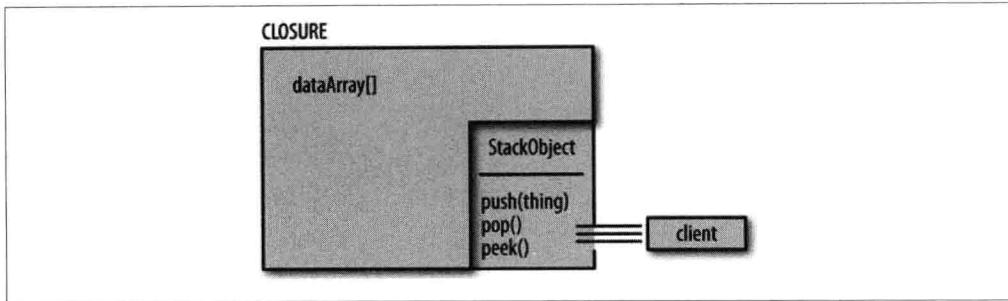 CLOSURE
dataArray[]
StackObject
push(thing)
pop()
peek()
client